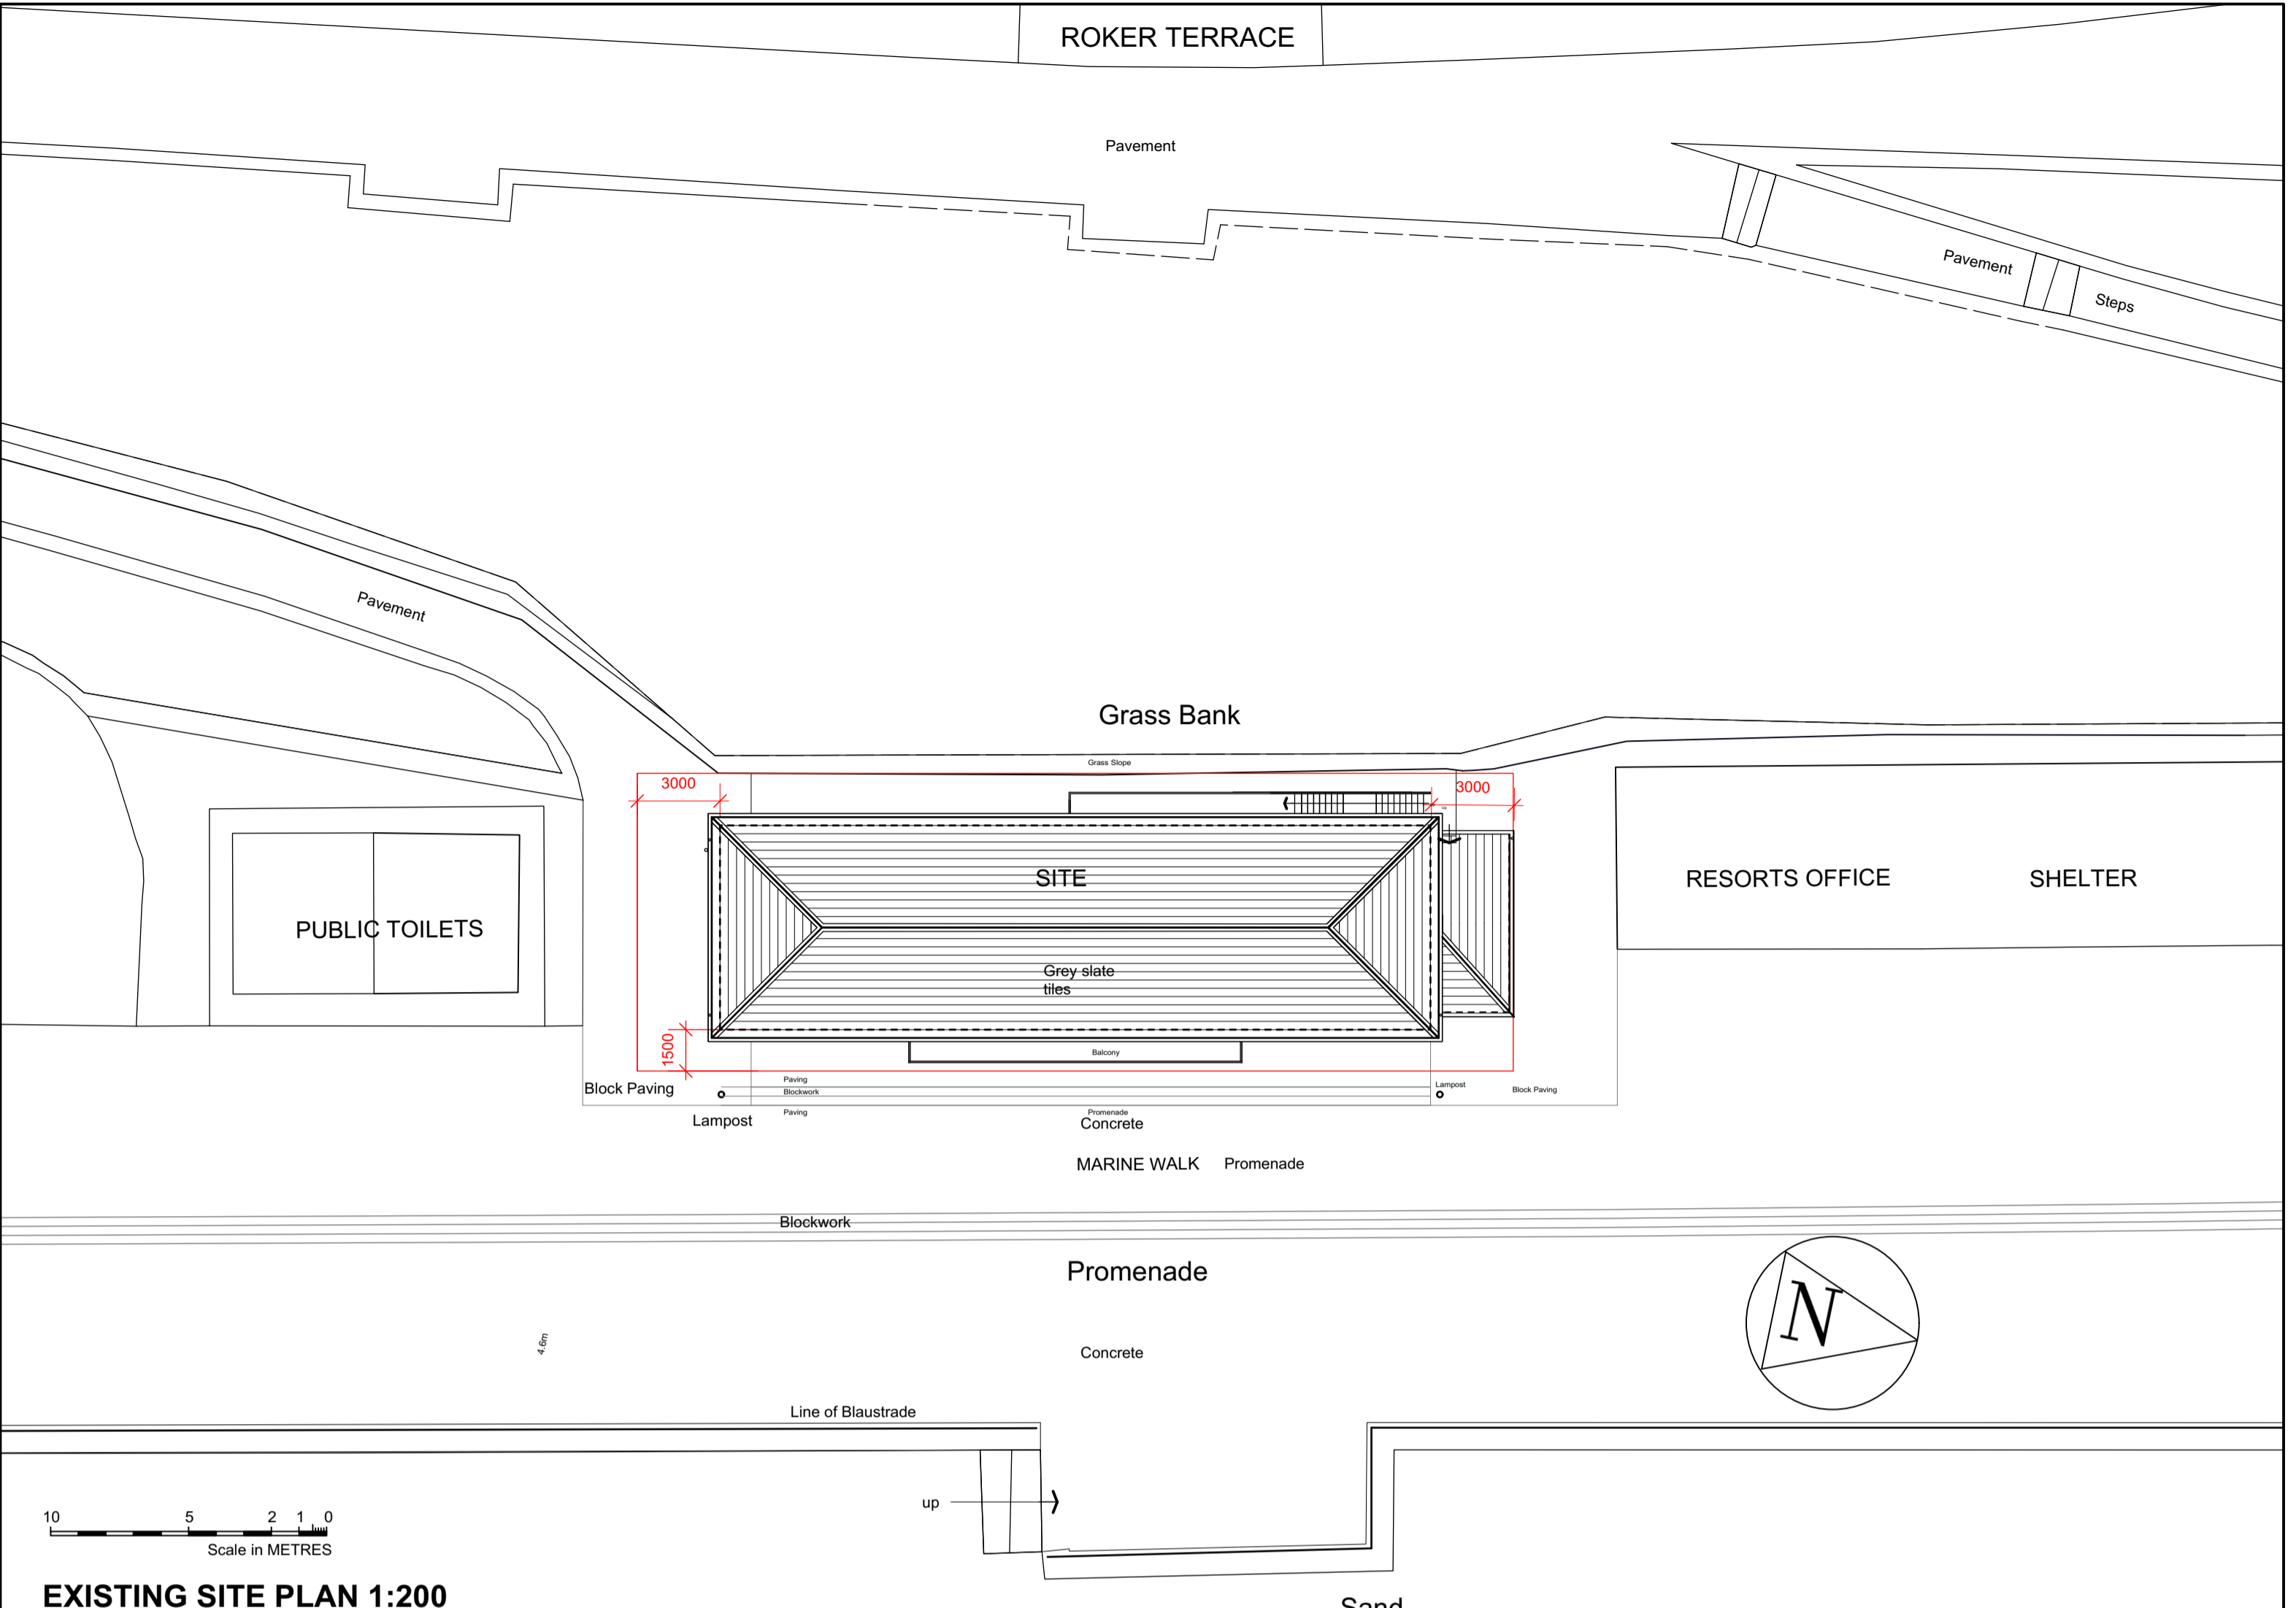 ROKER TERRACE
Pavement
Pavement
Steps
Pavement
Grass Bank
Grass Slope
3000
3000
up
SITE
RESORTS OFFICE
SHELTER
PUBLIC TOILETS
Grey slate
tiles
1500
Balcony
Block Paving
Paving
Blockwork
Lampost
Block Paving
Lampost
Paving
Promenade
Concrete
MARINE WALK
Promenade
Blockwork
Promenade
N
4.6m
Concrete
Line of Blaustrade
up
10 5 2 1 0
Scale in METRES
EXISTING SITE PLAN 1:200
Sand